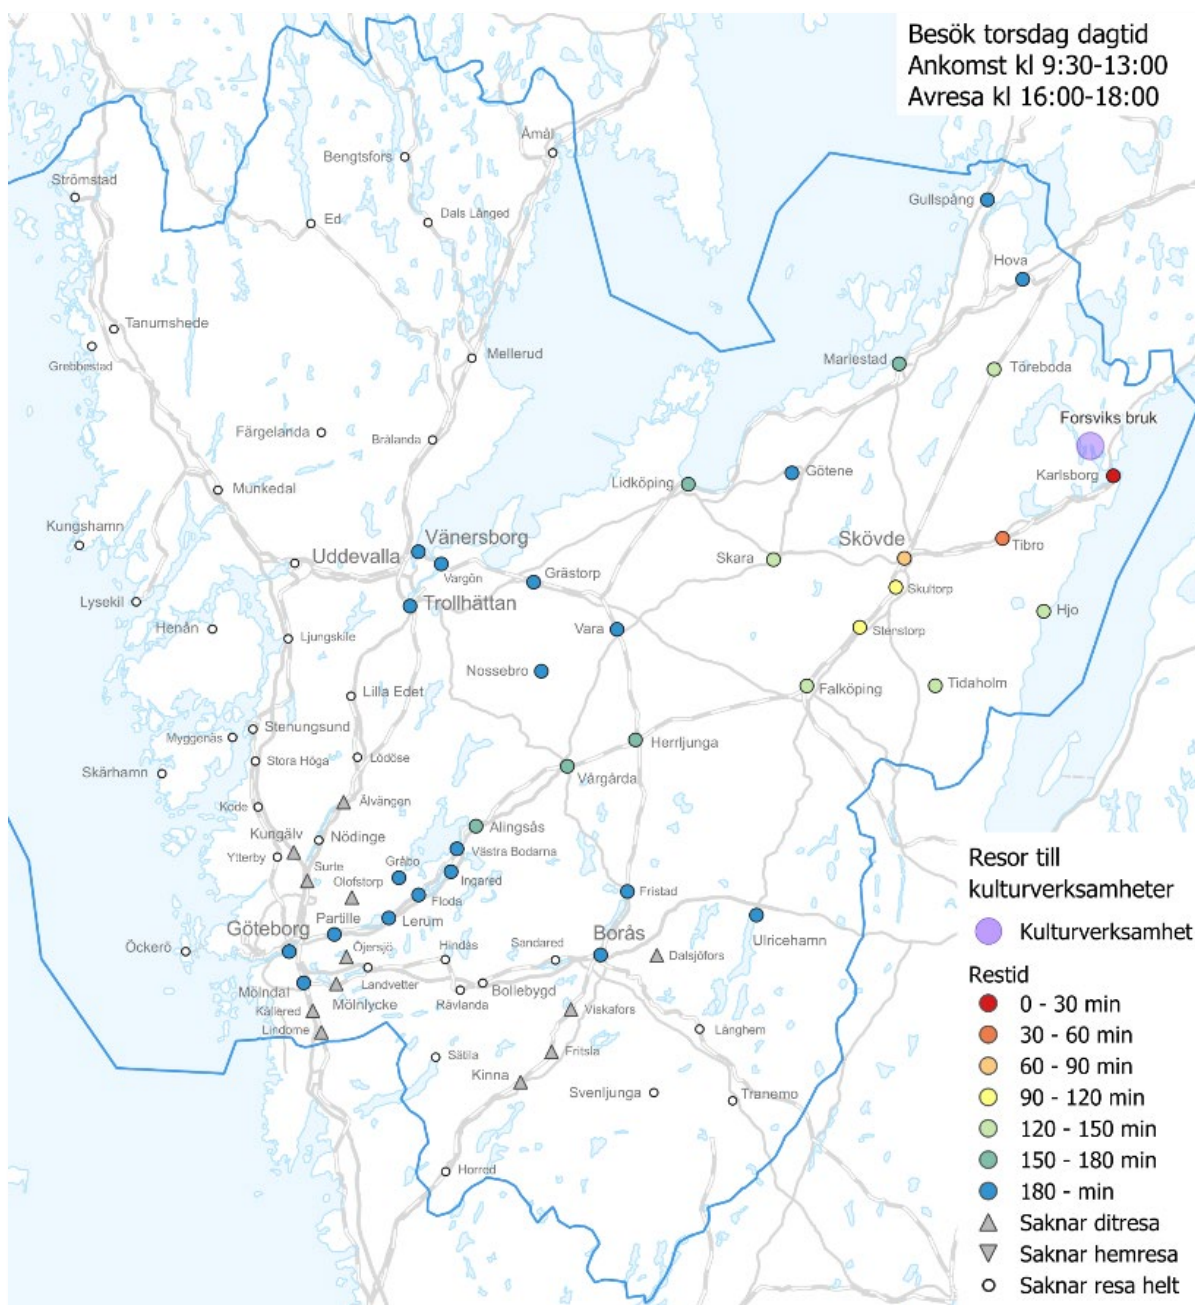 Besök torsdag dagtid
Ankomst kl 9:30-13:00
Avresa kl 16:00-18:00
Åmål
Bengtsfors
Strömstad
Gullspång
Ed
Dals Långed
Hova
Tanumshede
Grebbestad
Mellerud
Mariestad
Töreboda
Forsviks bruk
Färgelanda
Brålanda
Karlsborg
Götene
Lidköping
Munkedal
Kungshamn
Vänersborg
Skövde
Tibro
Uddevalla
Skara
Vargön
Grästorp
Skultorp
Lysekil
Trollhättan
Hjo
Henån
Vara
Stenstorp
Ljungskile
Nossebro
Lilla Edet
Falköping
Tidaholm
Stenungsund
Myggenäs
Herrljunga
Stora Höga
Lödöse
Skärhamn
Vårgårda
Älvängen
Kode
Alingsås
Kungälv
Nödinge
Västra Bodarna
Ytterby
Surte
Gråbo
Olofstorp
Ingared
Floda
Fristad
Partille
Lerum
Göteborg
Borås
Ulricehamn
Öckerö
Öjersjö
Hindås
Sandared
Dalsjöfors
Landvetter
Mölndal
Mölnlycke
Rävlanda
Bollebygd
Kållered
Viskafors
Lindome
Långhem
Sätila
Fritsla
Kinna
Svenljunga
Tranemo
Horred
Resor till
kulturverksamheter
Kulturverksamhet
Restid
0 - 30 min
30 - 60 min
60 - 90 min
90 - 120 min
120 - 150 min
150 - 180 min
180 - min
Saknar ditresa
Saknar hemresa
Saknar resa helt